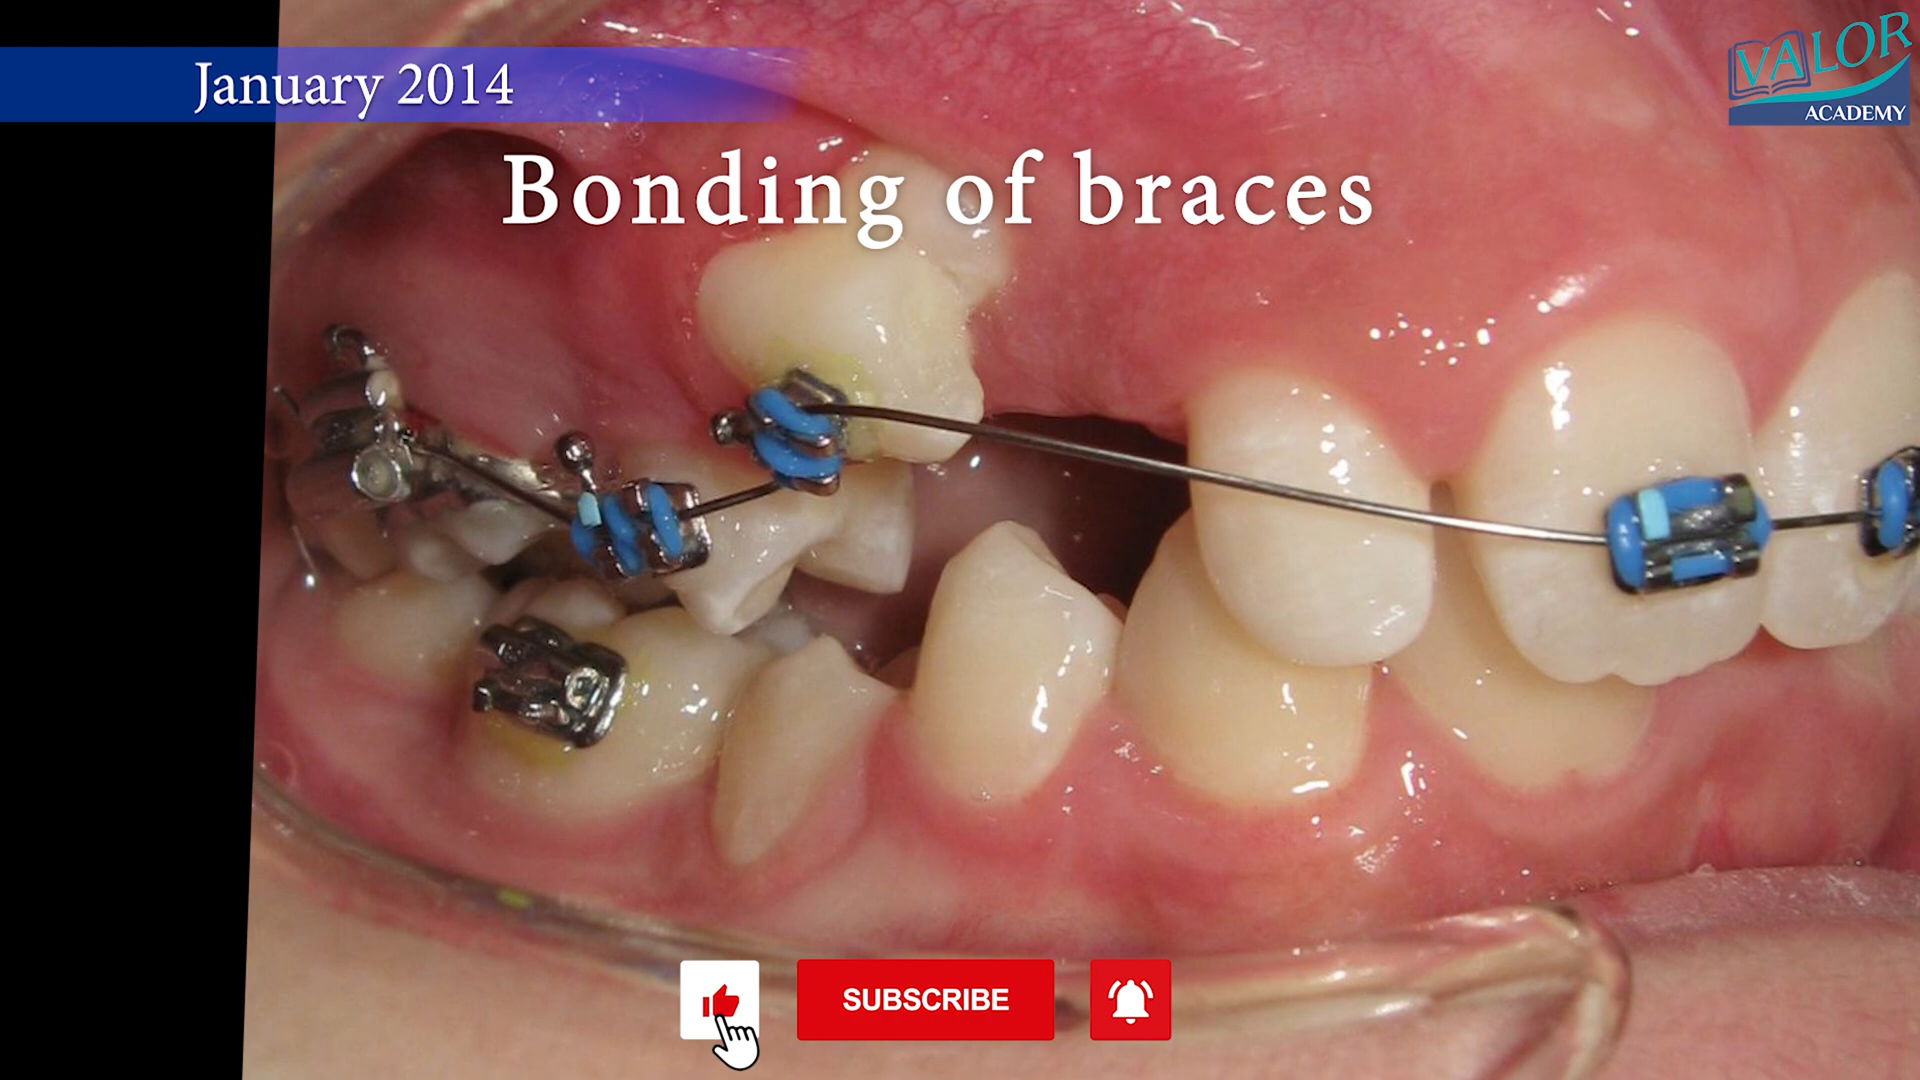 January 2014
VALOR
ACADEMY
Bonding of braces
SUBSCRIBE